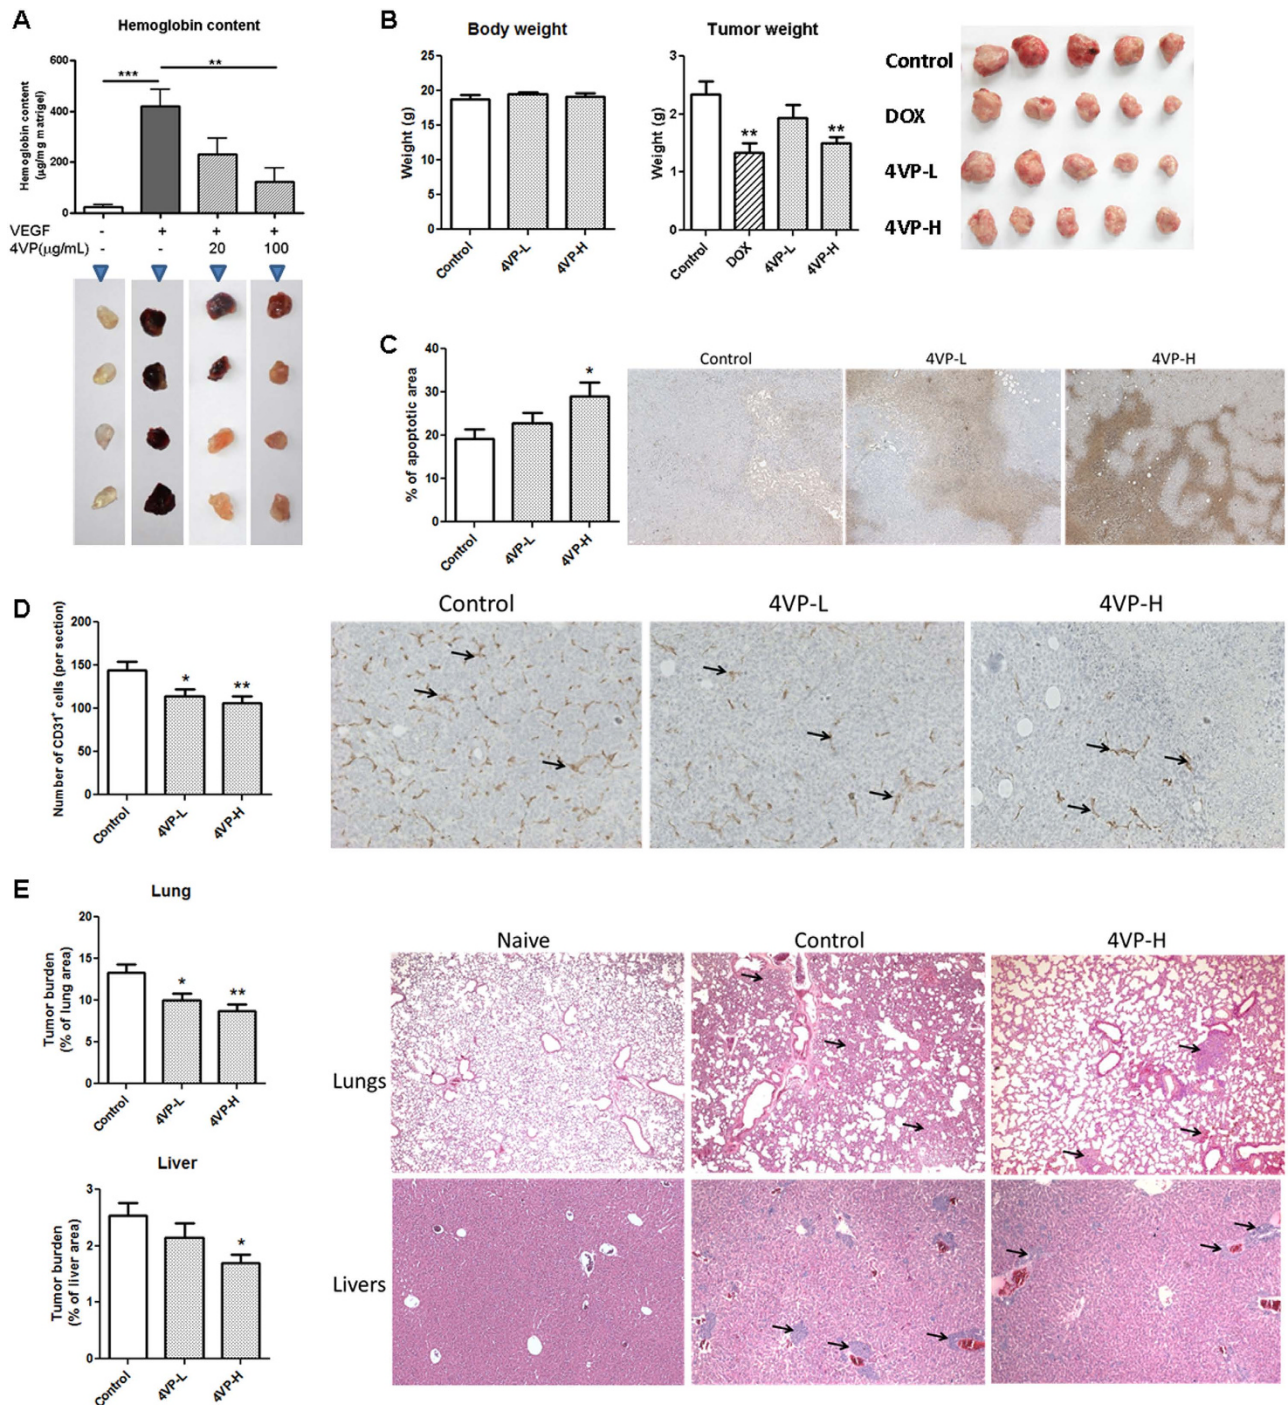 A
Hemoglobin content
Hemoglobin content
(µg/mg matrigel)
600
400
200
0
***
**
VEGF - + + +
4VP(µg/mL) - - 20 100
B
Body weight
Weight (g)
25
20
15
10
5
0
Control
4VP-L
4VP-H
Tumor weight
Weight (g)
3
2
1
0
**
**
Control
DOX
4VP-L
4VP-H
Control
DOX
4VP-L
4VP-H
C
% of apoptotic area
40
30
20
10
0
*
Control
4VP-L
4VP-H
Control
4VP-L
4VP-H
D
Number of CD31⁺ cells (per section)
200
150
100
50
0
*
**
Control
4VP-L
4VP-H
Control
4VP-L
4VP-H
E
Lung
Tumor burden
(% of lung area)
20
15
10
5
0
*
**
Control
4VP-L
4VP-H
Liver
Tumor burden
(% of liver area)
3
2
1
0
*
Control
4VP-L
4VP-H
Naive
Control
4VP-H
Lungs
Livers